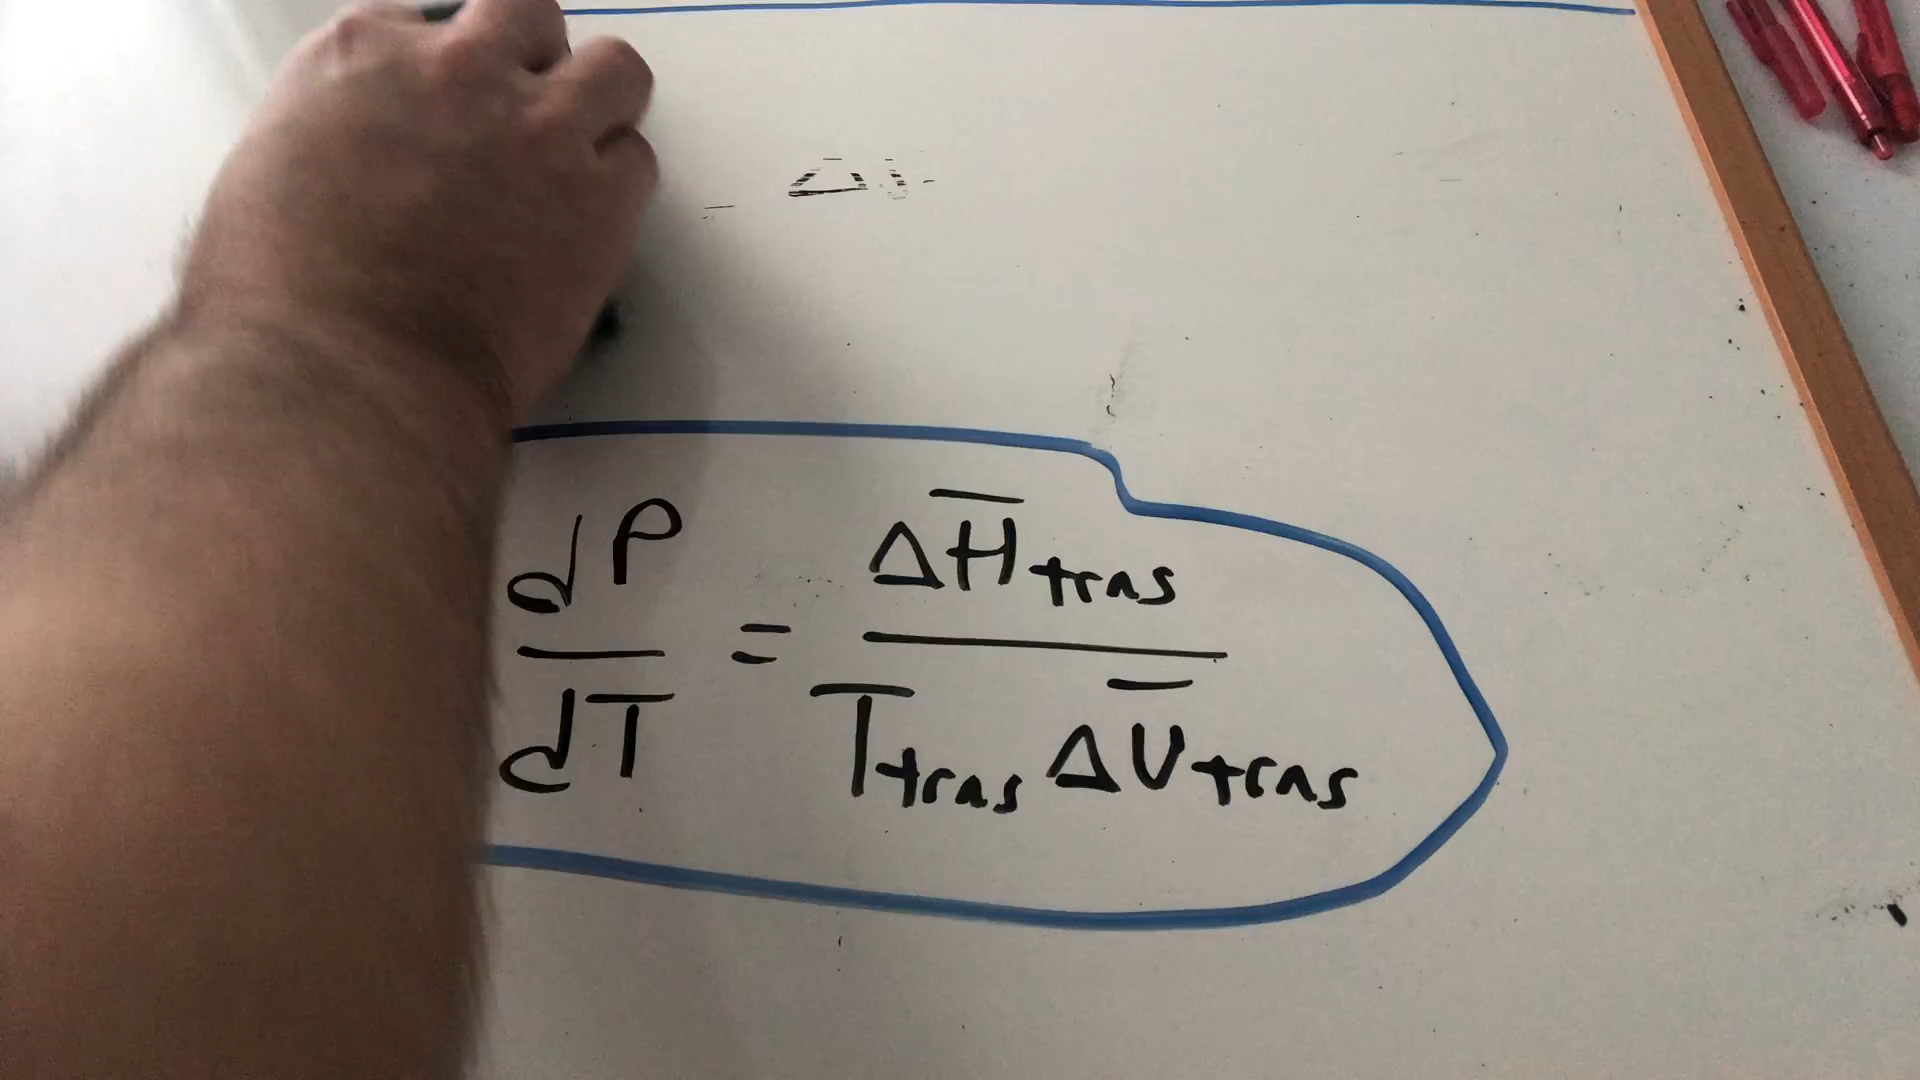 dP/dT = ΔH̅tras / Ttras ΔV̅tras